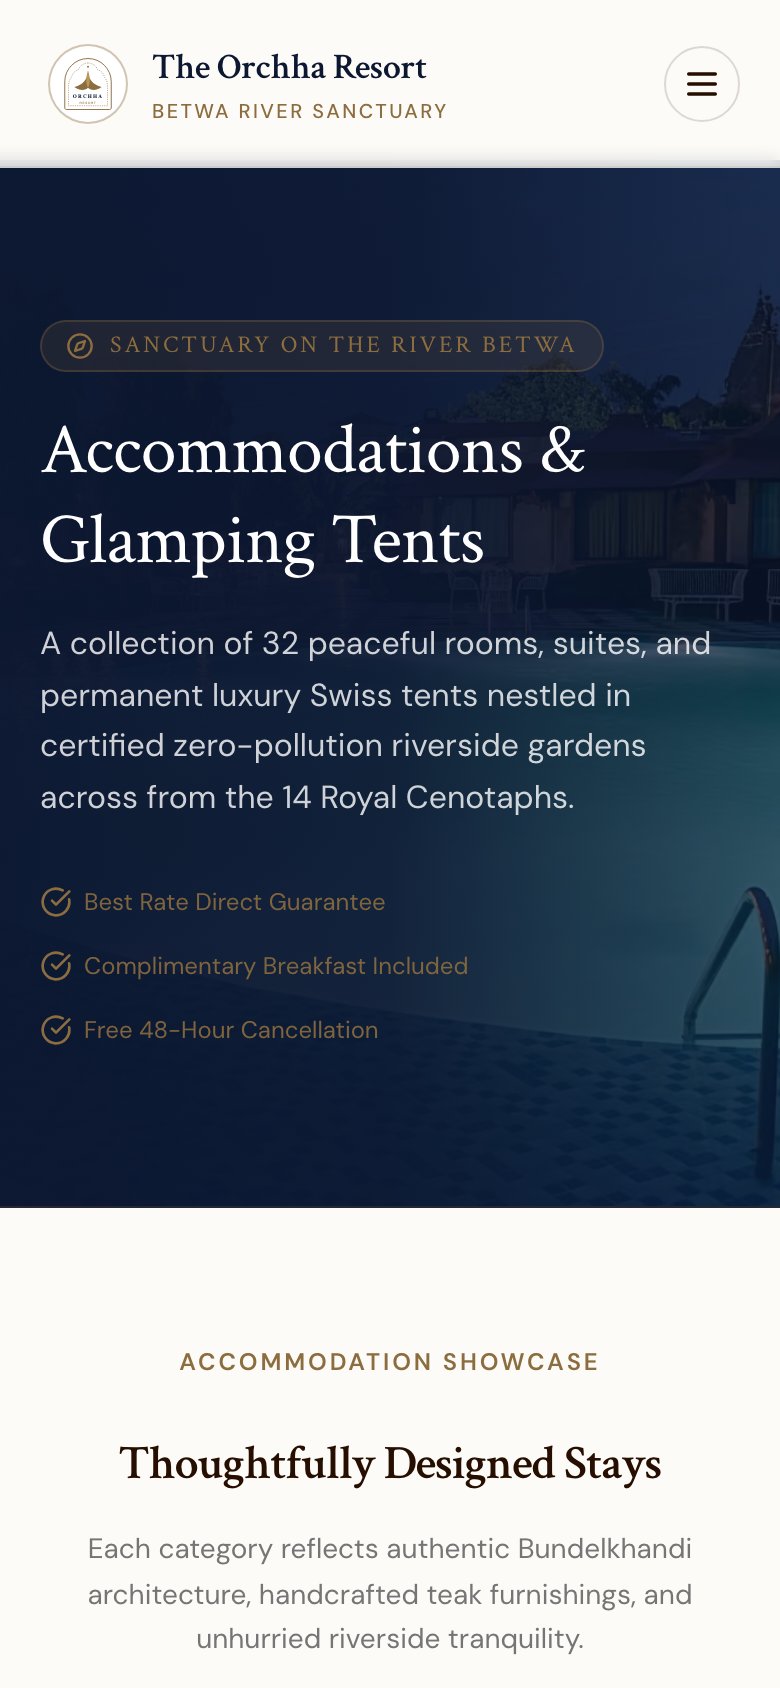 ORCHHA
RESORT
The Orchha Resort
BETWA RIVER SANCTUARY
SANCTUARY ON THE RIVER BETWA
Accommodations &
Glamping Tents
A collection of 32 peaceful rooms, suites, and
permanent luxury Swiss tents nestled in
certified zero-pollution riverside gardens
across from the 14 Royal Cenotaphs.
Best Rate Direct Guarantee
Complimentary Breakfast Included
Free 48-Hour Cancellation
ACCOMMODATION SHOWCASE
Thoughtfully Designed Stays
Each category reflects authentic Bundelkhandi
architecture, handcrafted teak furnishings, and
unhurried riverside tranquility.